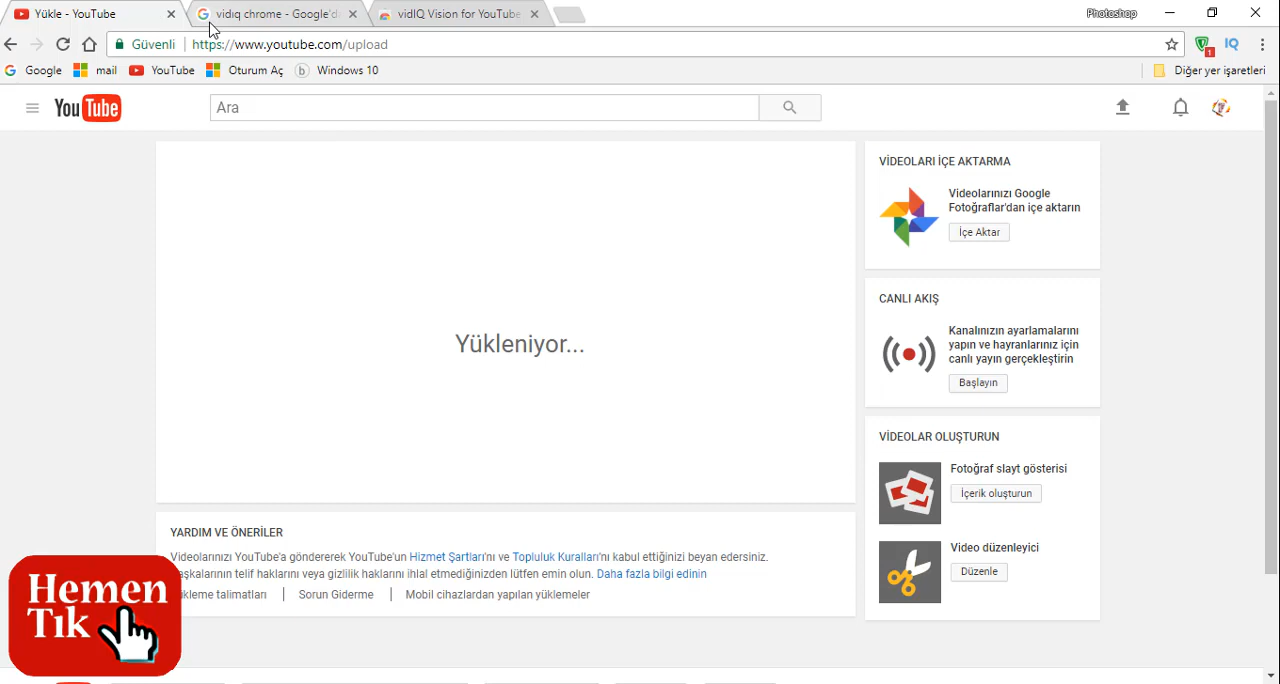 Yükle - YouTube
vidiq chrome - Google'd
vidIQ Vision for YouTube
Photoshop
Güvenli
https://www.youtube.com/upload
1
IQ
Google
mail
YouTube
Oturum Aç
b
Windows 10
Diğer yer işaretleri
YouTube
Ara
Yükleniyor...
VİDEOLARI İÇE AKTARMA
Videolarınızı Google
Fotoğraflar'dan içe aktarın
İçe Aktar
CANLI AKIŞ
Kanalınızın ayarlamalarını
yapın ve hayranlarınız için
canlı yayın gerçekleştirin
Başlayın
VİDEOLAR OLUŞTURUN
Fotoğraf slayt gösterisi
İçerik oluşturun
Video düzenleyici
Düzenle
YARDIM VE ÖNERİLER
Videolarınızı YouTube'a göndererek YouTube'un Hizmet Şartları'nı ve Topluluk Kuralları'nı kabul ettiğinizi beyan edersiniz.
aşkalarının telif haklarını veya gizlilik haklarını ihlal etmediğinizden lütfen emin olun. Daha fazla bilgi edinin
ükleme talimatları | Sorun Giderme | Mobil cihazlardan yapılan yüklemeler
Hemen
Tık